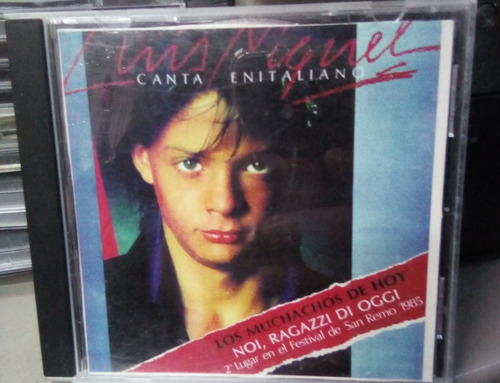 Luis Miguel
CANTA ENITALIANO
LOS MUCHACHOS DE HOY
NOI, RAGAZZI DI OGGI
2º Lugar en el Festival de San Remo 1985